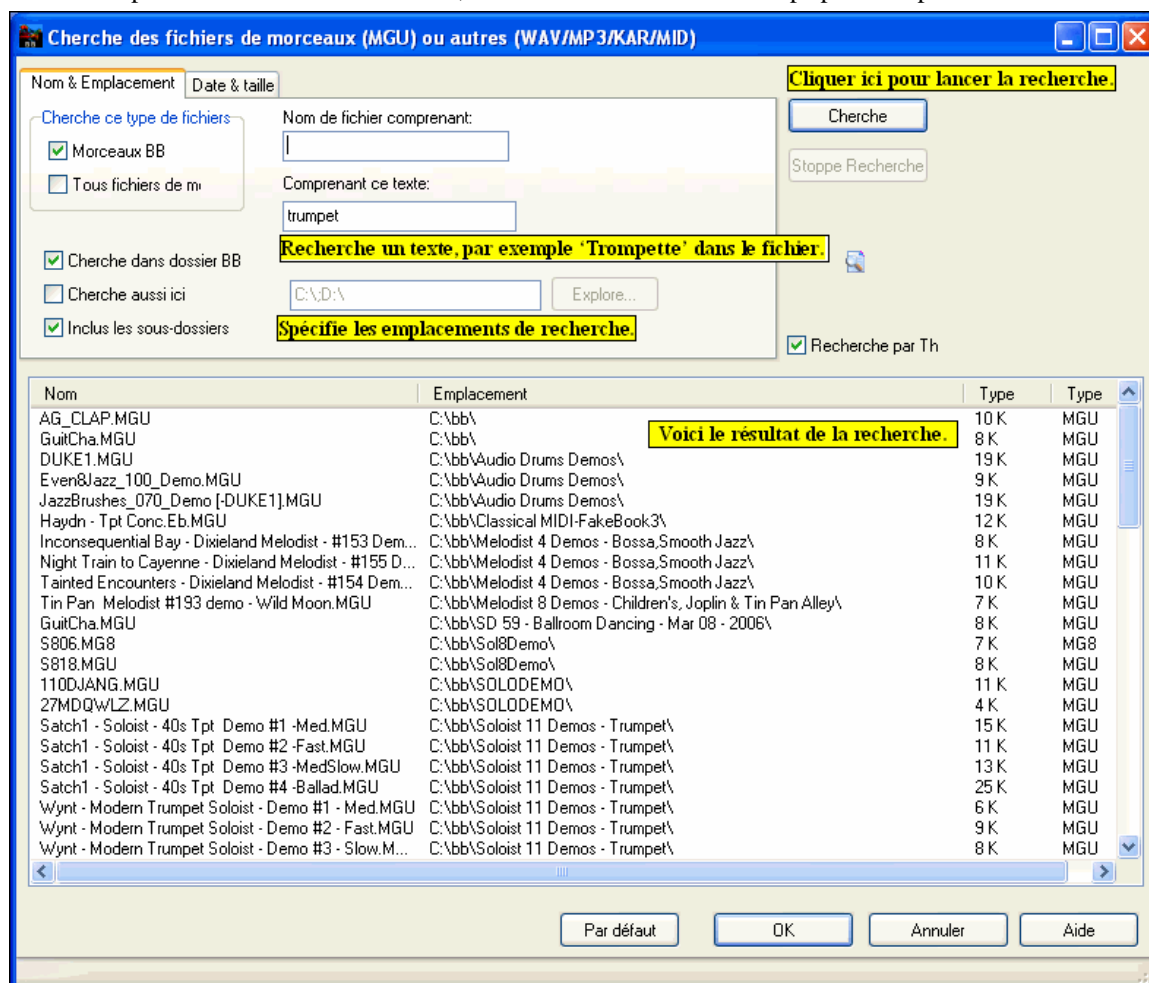 Cherche des fichiers de morceaux (MGU) ou autres (WAV/MP3/KAR/MID)
Nom & Emplacement Date & taille
Cliquer ici pour lancer la recherche.
Cherche ce type de fichiers
Nom de fichier comprenant:
Cherche
Morceaux BB
Stoppe Recherche
Tous fichiers de m
Comprenant ce texte:
trumpet
Recherche un texte, par exemple ‘Trompette’ dans le fichier.
Cherche dans dossier BB
Cherche aussi ici C:\;D:\ Explore...
Inclus les sous-dossiers
Spécifie les emplacements de recherche.
Recherche par Th
Nom Emplacement Type Type
Voici le résultat de la recherche.
AG_CLAP.MGU C:\bb\ 10 K MGU
GuitCha.MGU C:\bb\ 8 K MGU
DUKE1.MGU C:\bb\Audio Drums Demos\ 19 K MGU
Even8Jazz_100_Demo.MGU C:\bb\Audio Drums Demos\ 9 K MGU
JazzBrushes_070_Demo [-DUKE1].MGU C:\bb\Audio Drums Demos\ 19 K MGU
Haydn - Tpt Conc.Eb.MGU C:\bb\Classical MIDI-FakeBook3\ 12 K MGU
Inconsequential Bay - Dixieland Melodist - #153 Dem... C:\bb\Melodist 4 Demos - Bossa,Smooth Jazz\ 8 K MGU
Night Train to Cayenne - Dixieland Melodist - #155 D... C:\bb\Melodist 4 Demos - Bossa,Smooth Jazz\ 11 K MGU
Tainted Encounters - Dixieland Melodist - #154 Dem... C:\bb\Melodist 4 Demos - Bossa,Smooth Jazz\ 10 K MGU
Tin Pan Melodist #193 demo - Wild Moon.MGU C:\bb\Melodist 8 Demos - Children's, Joplin & Tin Pan Alley\ 7 K MGU
GuitCha.MGU C:\bb\SD 59 - Ballroom Dancing - Mar 08 - 2006\ 8 K MGU
S806.MG8 C:\bb\Sol8Demo\ 7 K MG8
S818.MGU C:\bb\Sol8Demo\ 8 K MGU
110DJANG.MGU C:\bb\SOLODEMO\ 11 K MGU
27MDQWLZ.MGU C:\bb\SOLODEMO\ 4 K MGU
Satch1 - Soloist - 40s Tpt Demo #1 -Med.MGU C:\bb\Soloist 11 Demos - Trumpet\ 15 K MGU
Satch1 - Soloist - 40s Tpt Demo #2 -Fast.MGU C:\bb\Soloist 11 Demos - Trumpet\ 11 K MGU
Satch1 - Soloist - 40s Tpt Demo #3 -MedSlow.MGU C:\bb\Soloist 11 Demos - Trumpet\ 13 K MGU
Satch1 - Soloist - 40s Tpt Demo #4 -Ballad.MGU C:\bb\Soloist 11 Demos - Trumpet\ 25 K MGU
Wynt - Modern Trumpet Soloist - Demo #1 - Med.MGU C:\bb\Soloist 11 Demos - Trumpet\ 6 K MGU
Wynt - Modern Trumpet Soloist - Demo #2 - Fast.MGU C:\bb\Soloist 11 Demos - Trumpet\ 9 K MGU
Wynt - Modern Trumpet Soloist - Demo #3 - Slow.M... C:\bb\Soloist 11 Demos - Trumpet\ 8 K MGU
Par défaut OK Annuler Aide